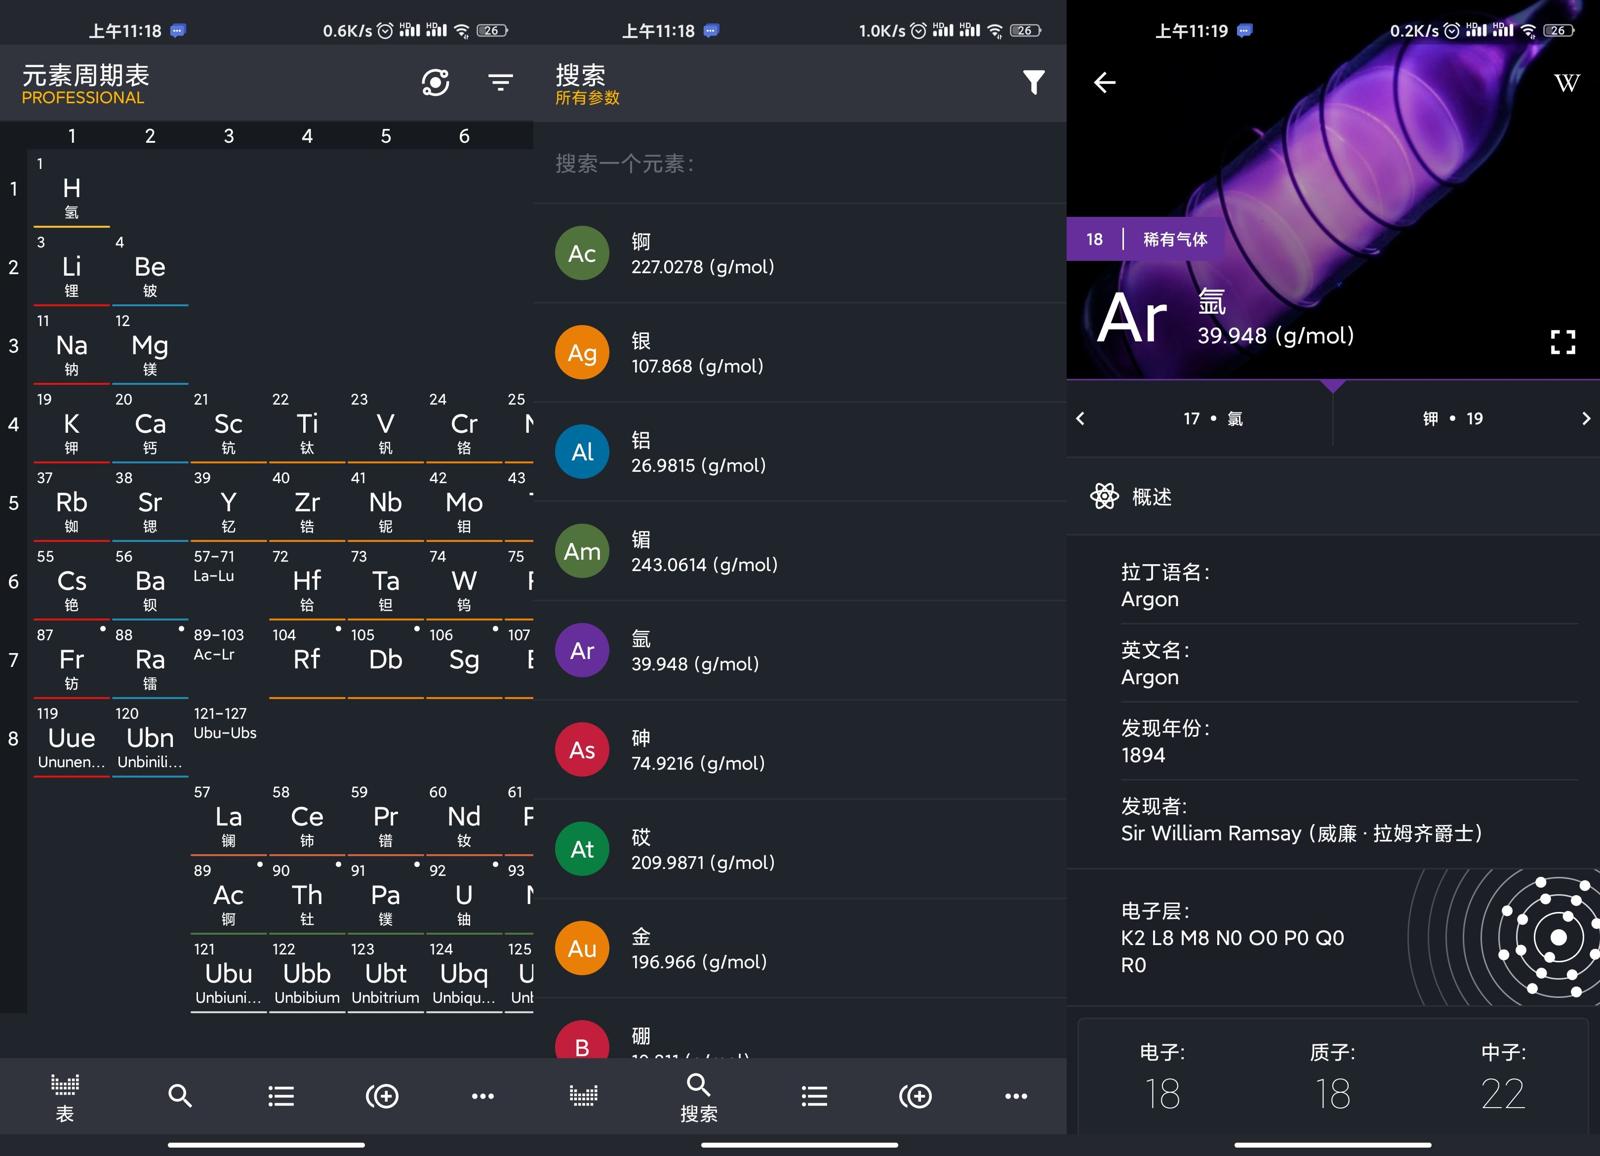 上午11:18
0.6K/s
HD
HD
26
元素周期表
PROFESSIONAL
1 2 3 4 5 6
1
1
H
氢
2
3 4
Li Be
锂 铍
3
11 12
Na Mg
钠 镁
4
19 20 21 22 23 24 25
K Ca Sc Ti V Cr
钾 钙 钪 钛 钒 铬
5
37 38 39 40 41 42 43
Rb Sr Y Zr Nb Mo
铷 锶 钇 锆 铌 钼
6
55 56 57-71 72 73 74 75
La-Lu
Cs Ba Hf Ta W
铯 钡 铪 钽 钨
7
87 88 89-103 104 105 106 107
Ac-Lr
Fr Ra Rf Db Sg
钫 镭
8
119 120 121-127
Ubu-Ubs
Uue Ubn
Ununen... Unbinili...
57 58 59 60 61
La Ce Pr Nd
镧 铈 镨 钕
89 90 91 92 93
Ac Th Pa U
锕 钍 镤 铀
121 122 123 124 125
Ubu Ubb Ubt Ubq
Unbiuni... Unbibium Unbitrium Unbiqu...
表
上午11:18
1.0K/s
HD
HD
26
搜索
所有参数
搜索一个元素:
Ac
锕
227.0278 (g/mol)
Ag
银
107.868 (g/mol)
Al
铝
26.9815 (g/mol)
Am
镅
243.0614 (g/mol)
Ar
氩
39.948 (g/mol)
As
砷
74.9216 (g/mol)
At
砹
209.9871 (g/mol)
Au
金
196.966 (g/mol)
B
硼
搜索
上午11:19
0.2K/s
HD
HD
26
W
18 | 稀有气体
Ar
氩
39.948 (g/mol)
17 • 氯
钾 • 19
概述
拉丁语名:
Argon
英文名:
Argon
发现年份:
1894
发现者:
Sir William Ramsay (威廉 · 拉姆齐爵士)
电子层:
K2 L8 M8 N0 O0 P0 Q0
R0
电子: 质子: 中子:
18 18 22